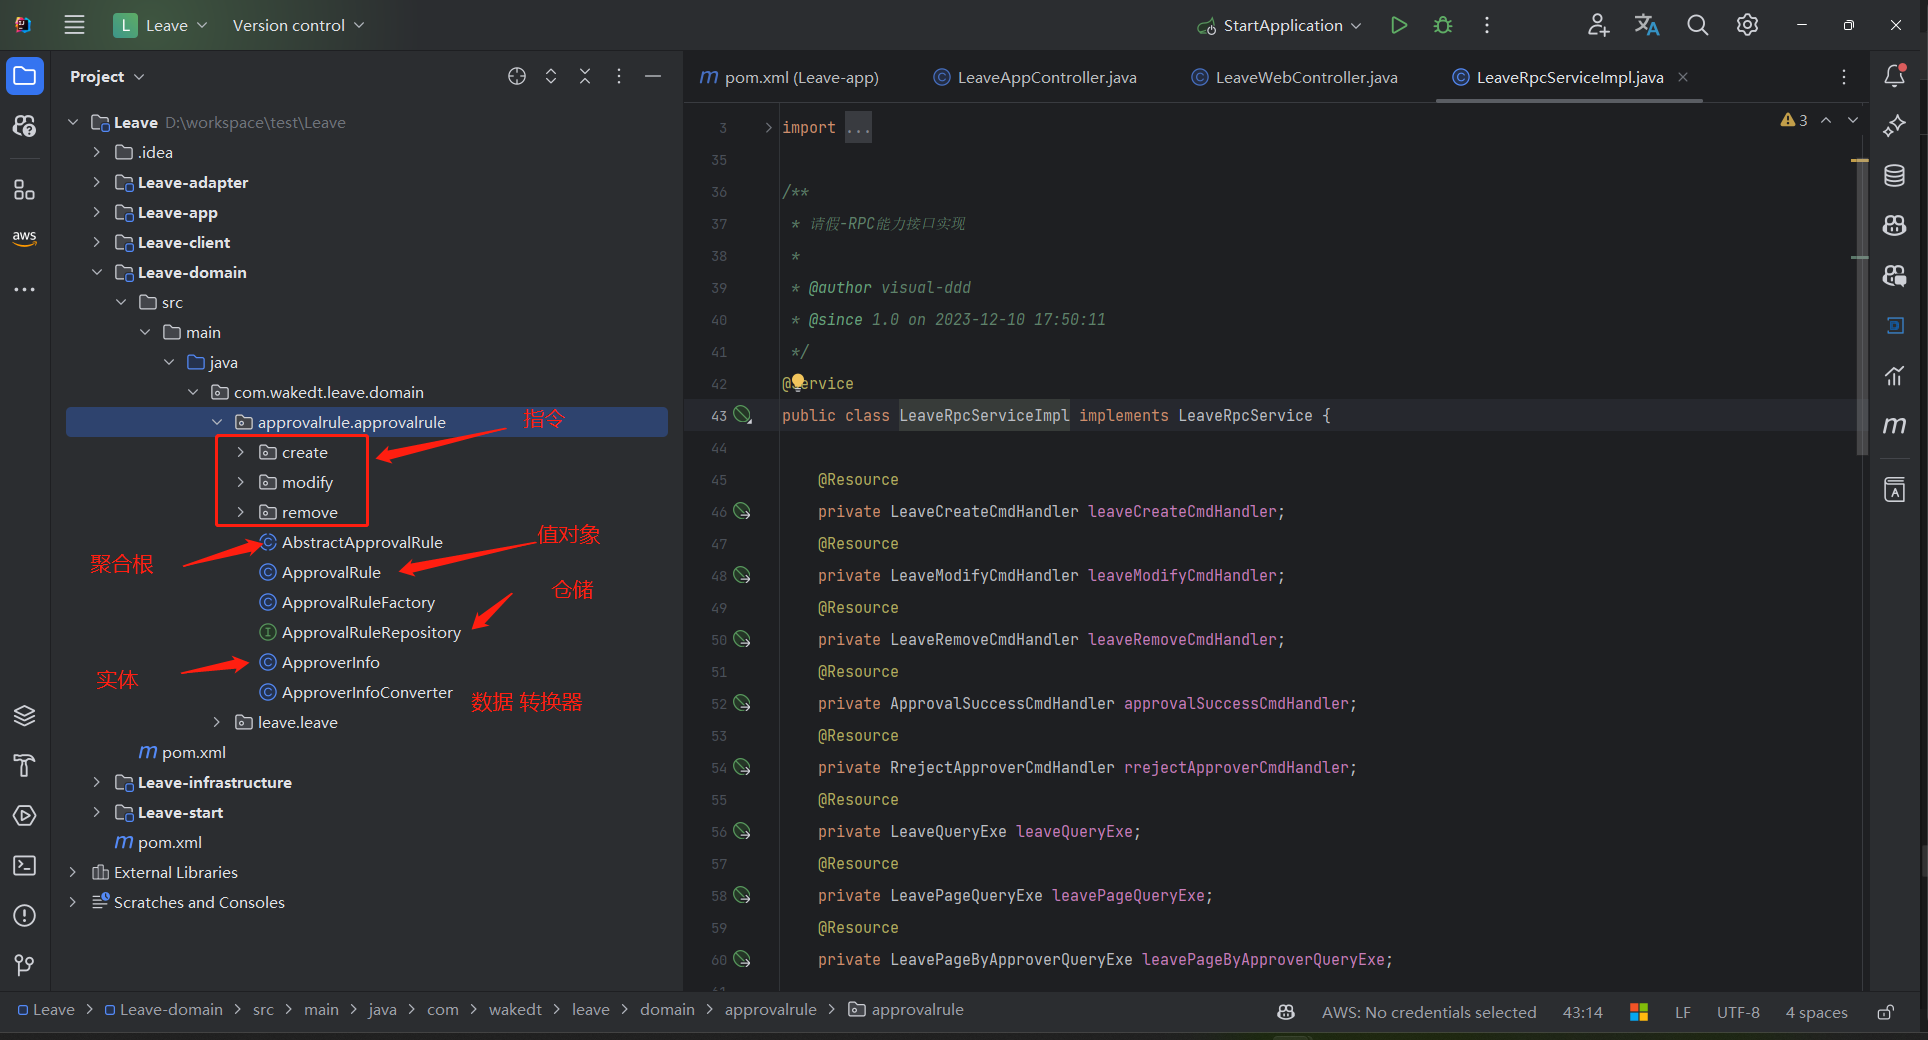 L Leave Version control StartApplication
Project
Leave D:\workspace\test\Leave
.idea
Leave-adapter
Leave-app
Leave-client
Leave-domain
src
main
java
com.wakedt.leave.domain
approvalrule.approvalrule
指令
create
modify
remove
AbstractApprovalRule
值对象
聚合根
ApprovalRule
仓储
ApprovalRuleFactory
ApprovalRuleRepository
ApproverInfo
实体
ApproverInfoConverter
数据 转换器
leave.leave
pom.xml
Leave-infrastructure
Leave-start
pom.xml
External Libraries
Scratches and Consoles
aws
pom.xml (Leave-app) LeaveAppController.java LeaveWebController.java LeaveRpcServiceImpl.java
3 import ...
3
35
36 /**
37 * 请假-RPC能力接口实现
38 *
39 * @author visual-ddd
40 * @since 1.0 on 2023-12-10 17:50:11
41 */
42 @Service
43 public class LeaveRpcServiceImpl implements LeaveRpcService {
44
45 @Resource
46 private LeaveCreateCmdHandler leaveCreateCmdHandler;
47 @Resource
48 private LeaveModifyCmdHandler leaveModifyCmdHandler;
49 @Resource
50 private LeaveRemoveCmdHandler leaveRemoveCmdHandler;
51 @Resource
52 private ApprovalSuccessCmdHandler approvalSuccessCmdHandler;
53 @Resource
54 private RrejectApproverCmdHandler rrejectApproverCmdHandler;
55 @Resource
56 private LeaveQueryExe leaveQueryExe;
57 @Resource
58 private LeavePageQueryExe leavePageQueryExe;
59 @Resource
60 private LeavePageByApproverQueryExe leavePageByApproverQueryExe;
61
Leave > Leave-domain > src > main > java > com > wakedt > leave > domain > approvalrule > approvalrule
AWS: No credentials selected 43:14 LF UTF-8 4 spaces